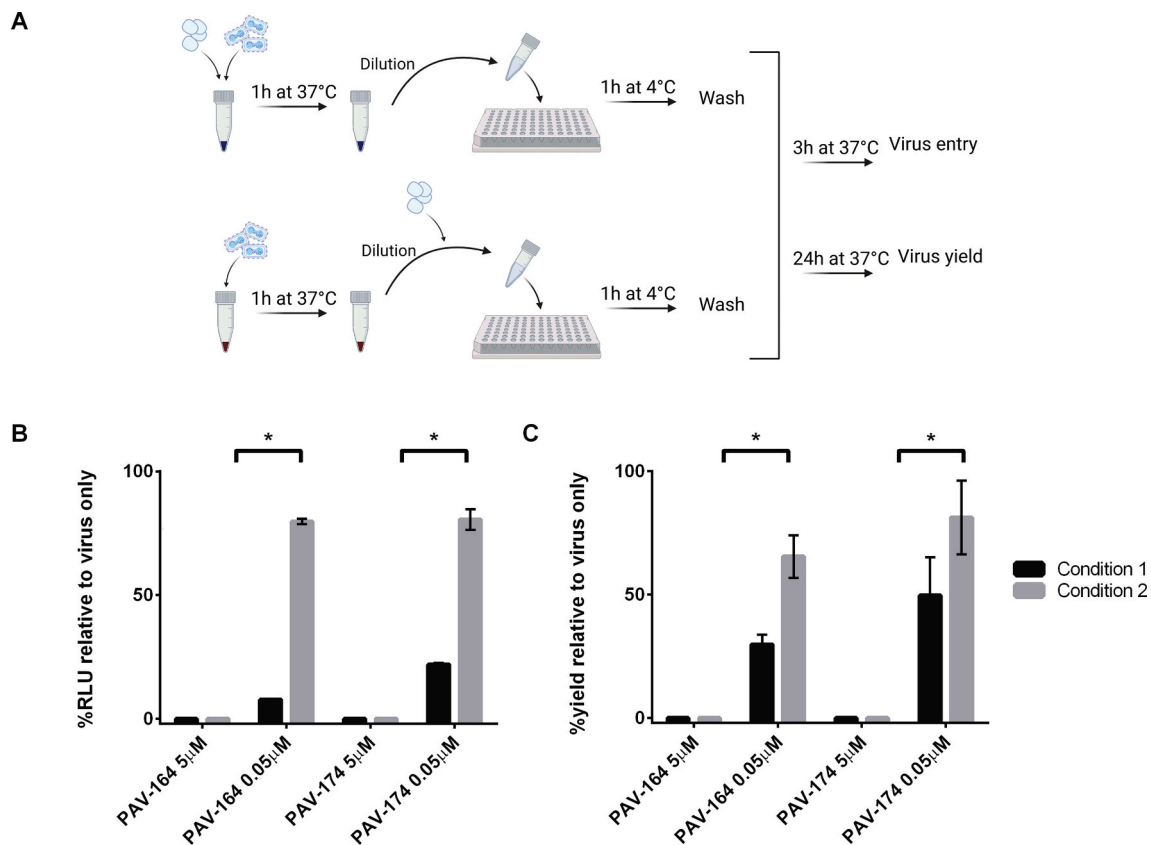 A
1h at 37°C
Dilution
1h at 4°C
Wash
3h at 37°C
Virus entry
1h at 37°C
Dilution
1h at 4°C
Wash
24h at 37°C
Virus yield
B
%RLU relative to virus only
100
50
0
*
*
PAV-164 5µM
PAV-164 0.05µM
PAV-174 5µM
PAV-174 0.05µM
C
%yield relative to virus only
100
50
0
*
*
PAV-164 5µM
PAV-164 0.05µM
PAV-174 5µM
PAV-174 0.05µM
Condition 1
Condition 2